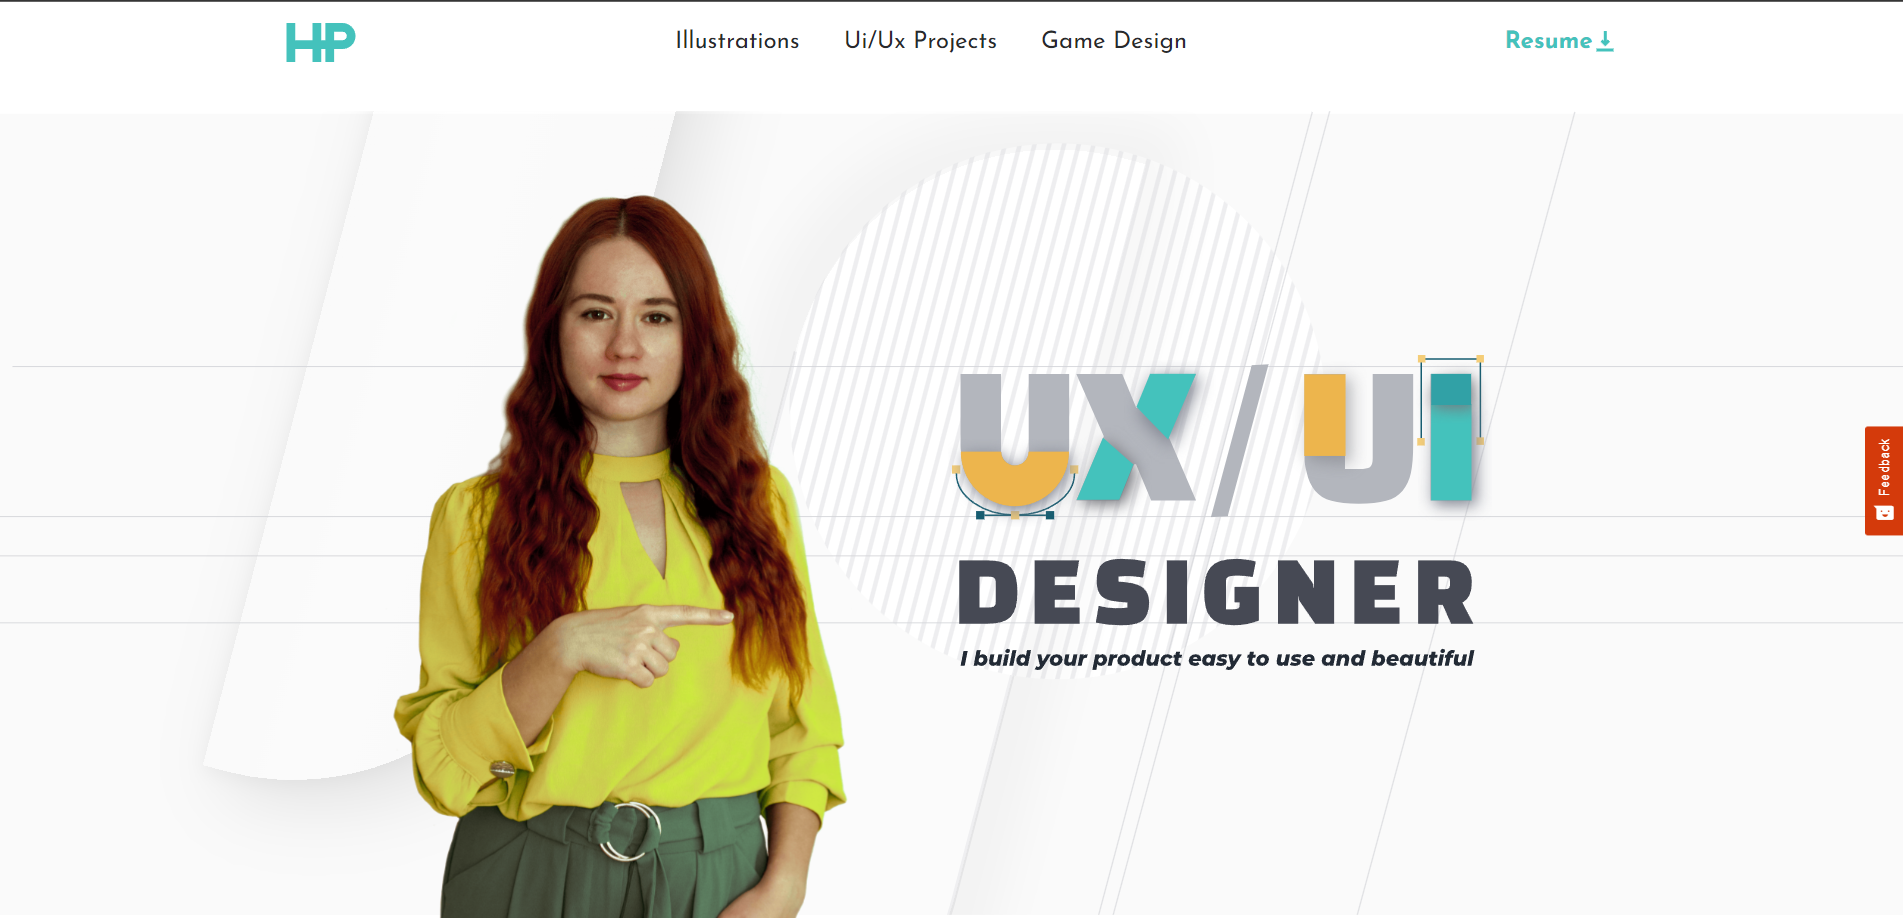 HP
Illustrations
Ui/Ux Projects
Game Design
Resume
UX/Ui
DESIGNER
I build your product easy to use and beautiful
Feedback